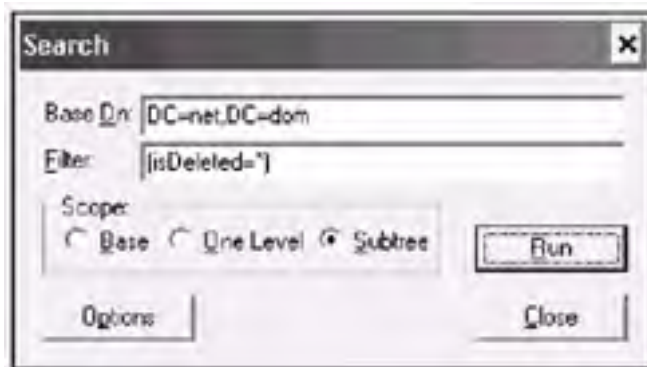 Search
Base Dn: DC=net,DC=dom
Filter: (isDeleted=*)
Scope:
Base One Level Subtree
Run
Options
Close